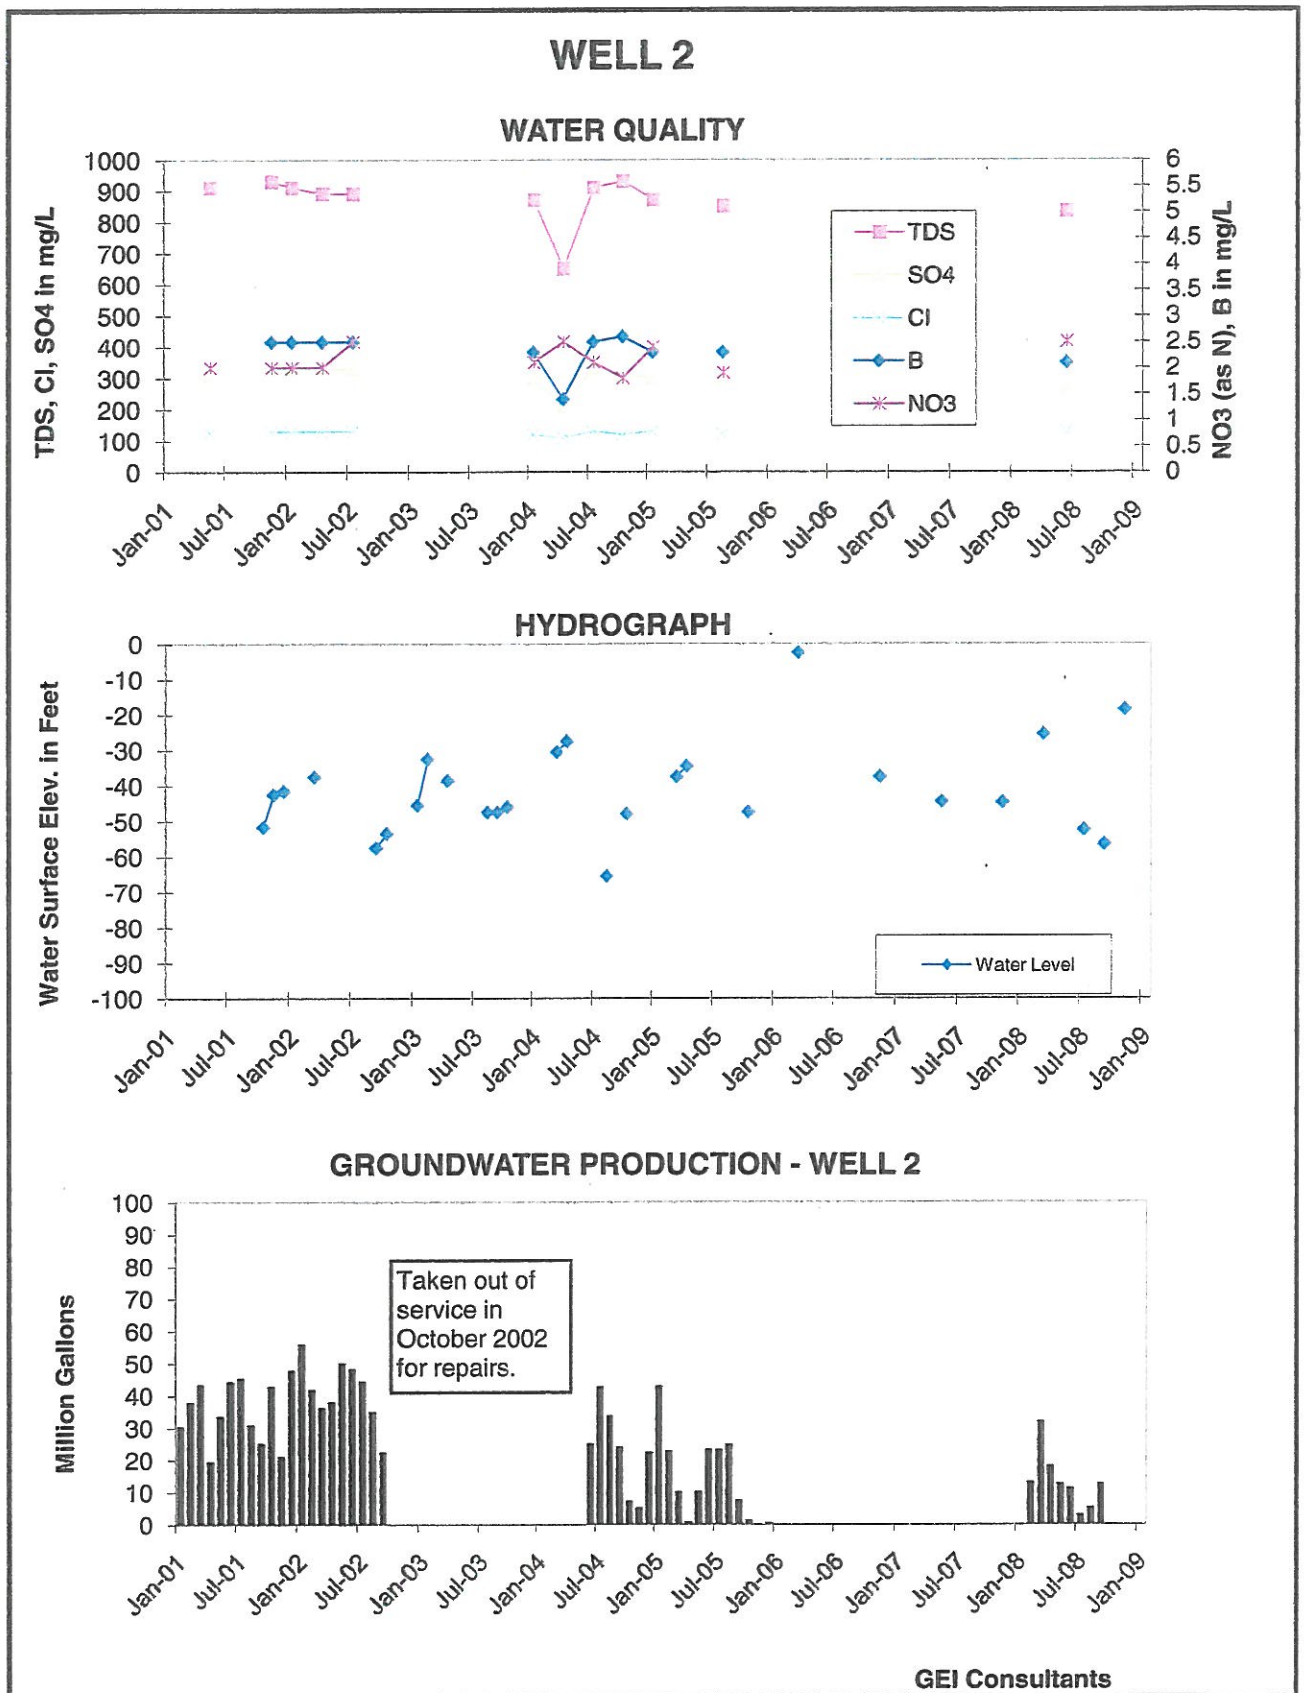 WELL 2
WATER QUALITY
TDS, Cl, SO4 in mg/L
1000
900
800
700
600
500
400
300
200
100
0
6
5.5
5
4.5
4
3.5
3
2.5
2
1.5
1
0.5
0
NO3 (as N), B in mg/L
TDS
SO4
Cl
B
NO3
Jan-01
Jul-01
Jan-02
Jul-02
Jan-03
Jul-03
Jan-04
Jul-04
Jan-05
Jul-05
Jan-06
Jul-06
Jan-07
Jul-07
Jan-08
Jul-08
Jan-09
HYDROGRAPH
Water Surface Elev. in Feet
0
-10
-20
-30
-40
-50
-60
-70
-80
-90
-100
Water Level
Jan-01
Jul-01
Jan-02
Jul-02
Jan-03
Jul-03
Jan-04
Jul-04
Jan-05
Jul-05
Jan-06
Jul-06
Jan-07
Jul-07
Jan-08
Jul-08
Jan-09
GROUNDWATER PRODUCTION - WELL 2
Million Gallons
100
90
80
70
60
50
40
30
20
10
0
Taken out of
service in
October 2002
for repairs.
Jan-01
Jul-01
Jan-02
Jul-02
Jan-03
Jul-03
Jan-04
Jul-04
Jan-05
Jul-05
Jan-06
Jul-06
Jan-07
Jul-07
Jan-08
Jul-08
Jan-09
GEI Consultants